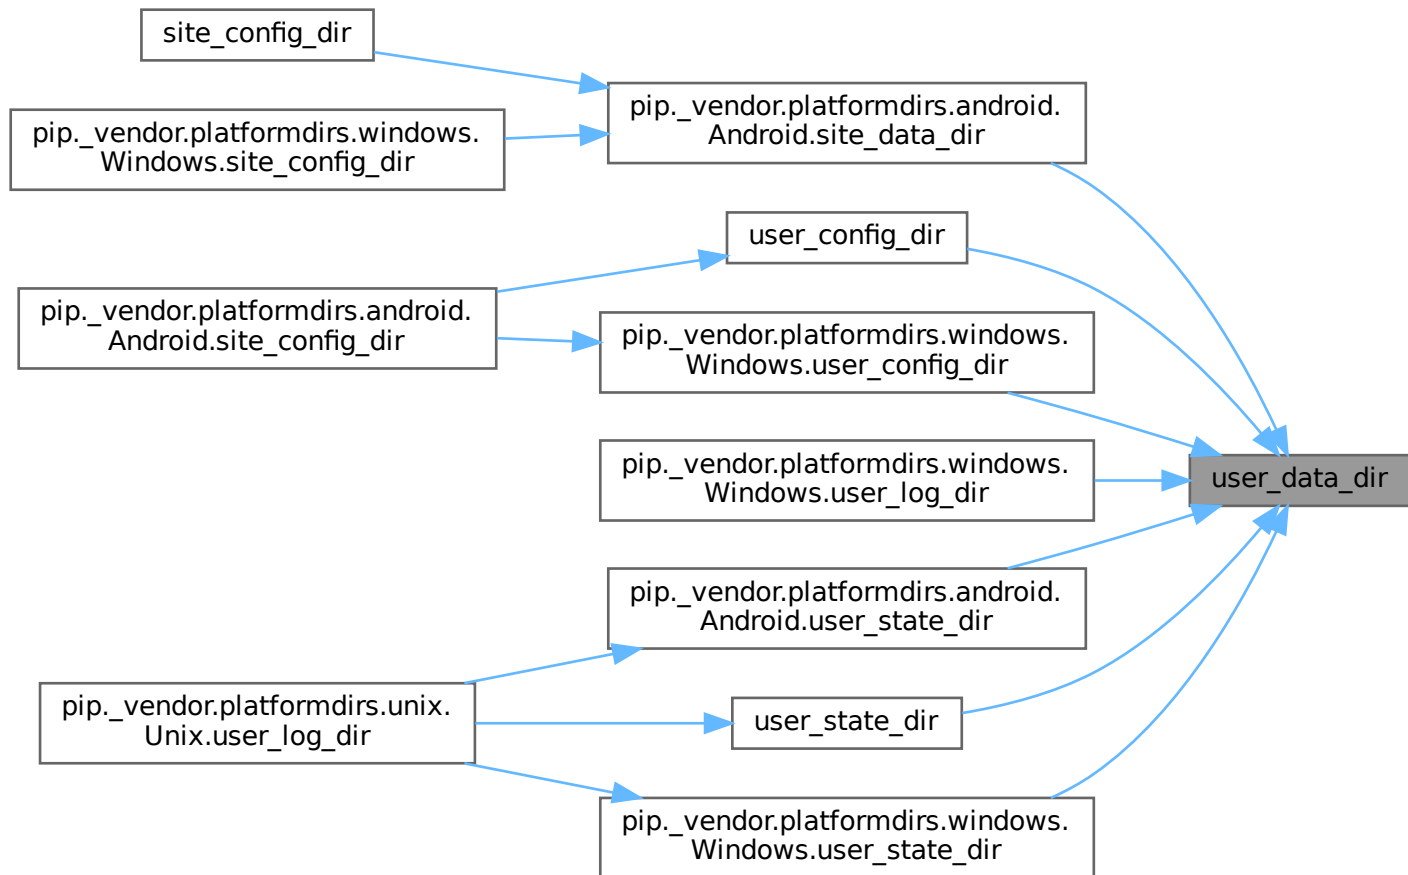 site_config_dir
pip._vendor.platformdirs.android.
Android.site_data_dir
pip._vendor.platformdirs.windows.
Windows.site_config_dir
user_config_dir
pip._vendor.platformdirs.android.
Android.site_config_dir
pip._vendor.platformdirs.windows.
Windows.user_config_dir
pip._vendor.platformdirs.windows.
Windows.user_log_dir
user_data_dir
pip._vendor.platformdirs.android.
Android.user_state_dir
pip._vendor.platformdirs.unix.
Unix.user_log_dir
user_state_dir
pip._vendor.platformdirs.windows.
Windows.user_state_dir